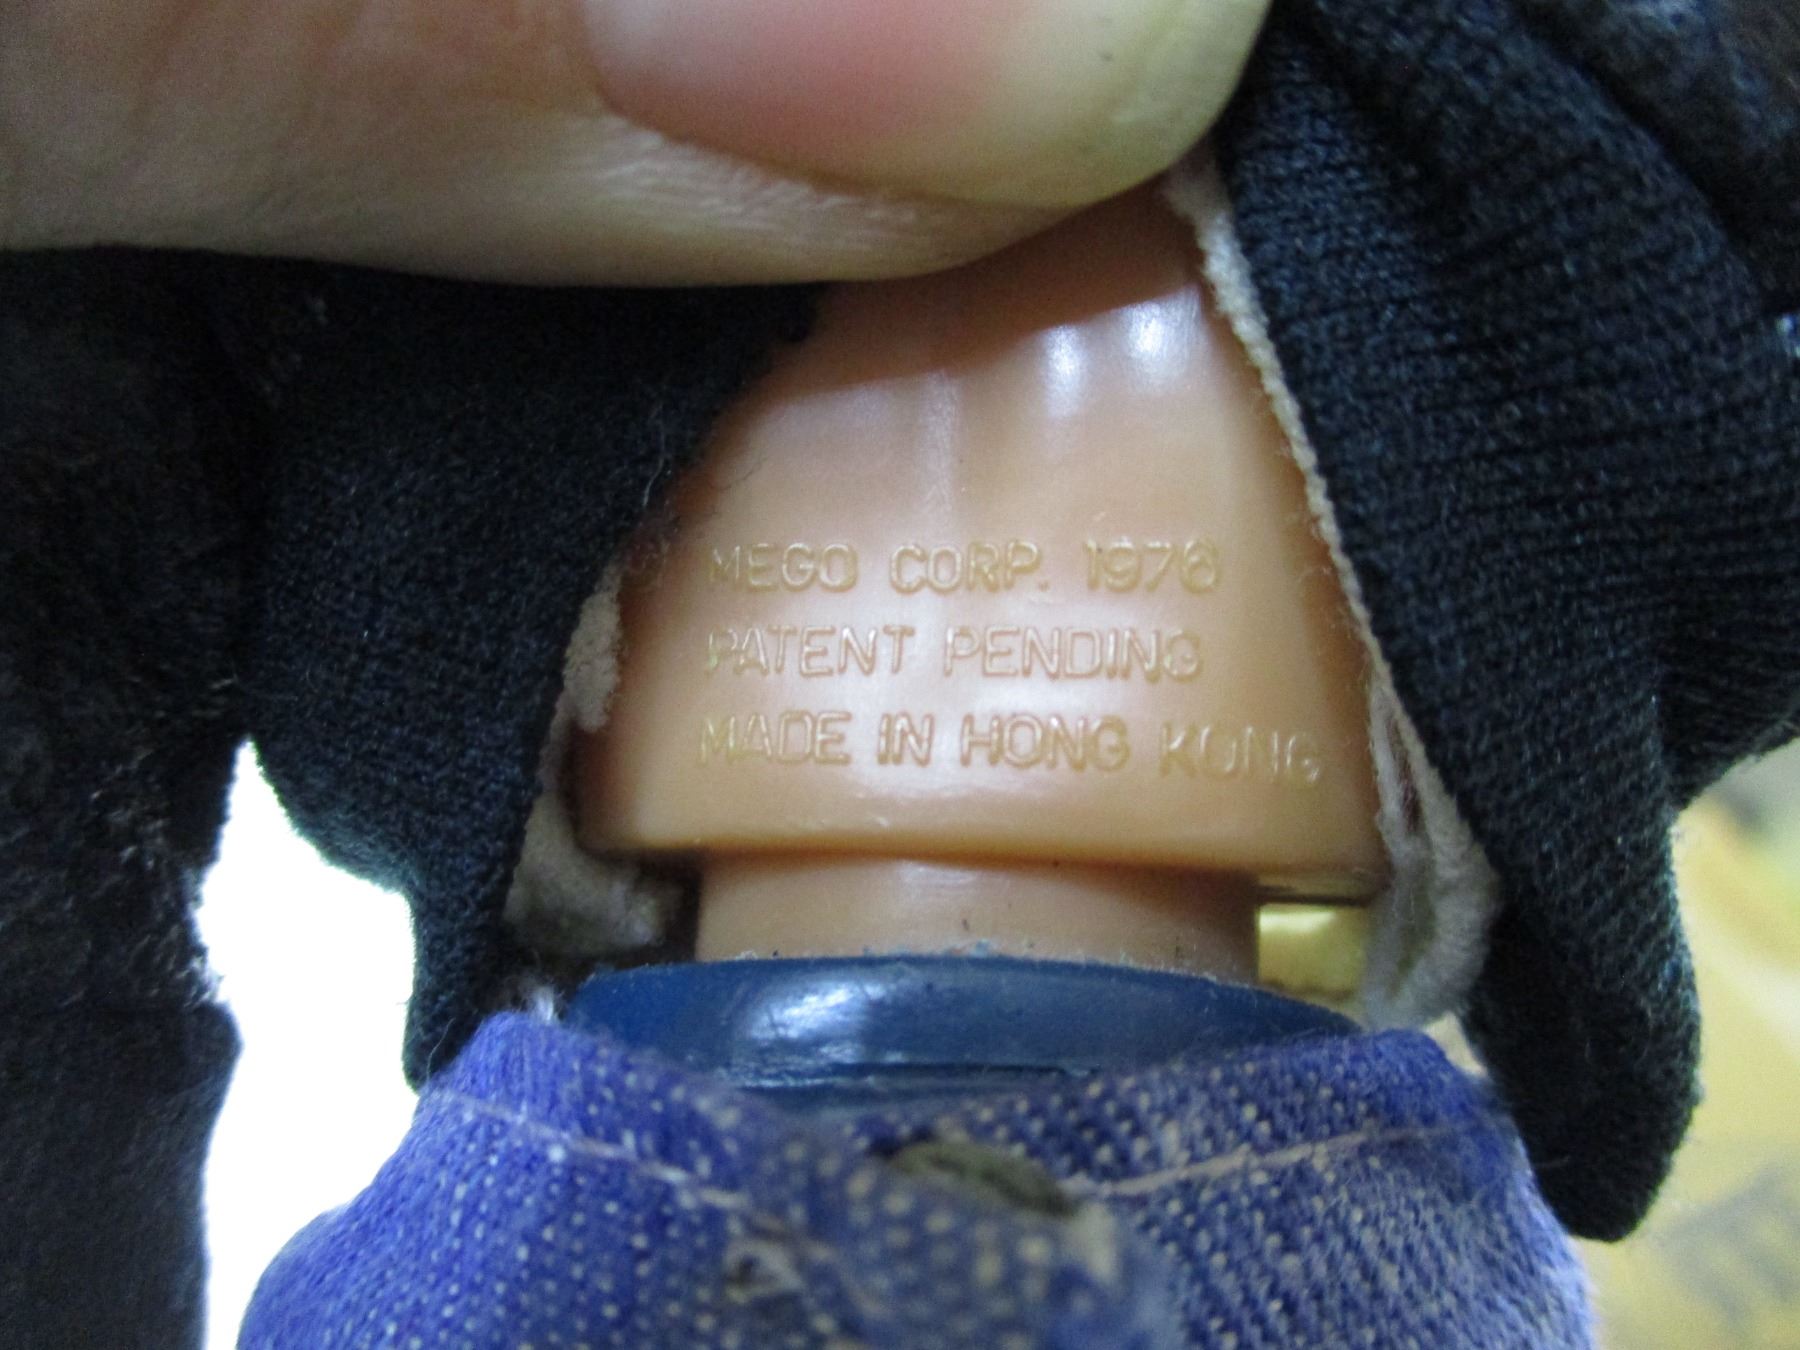 MEGO CORP. 1976
PATENT PENDING
MADE IN HONG KONG